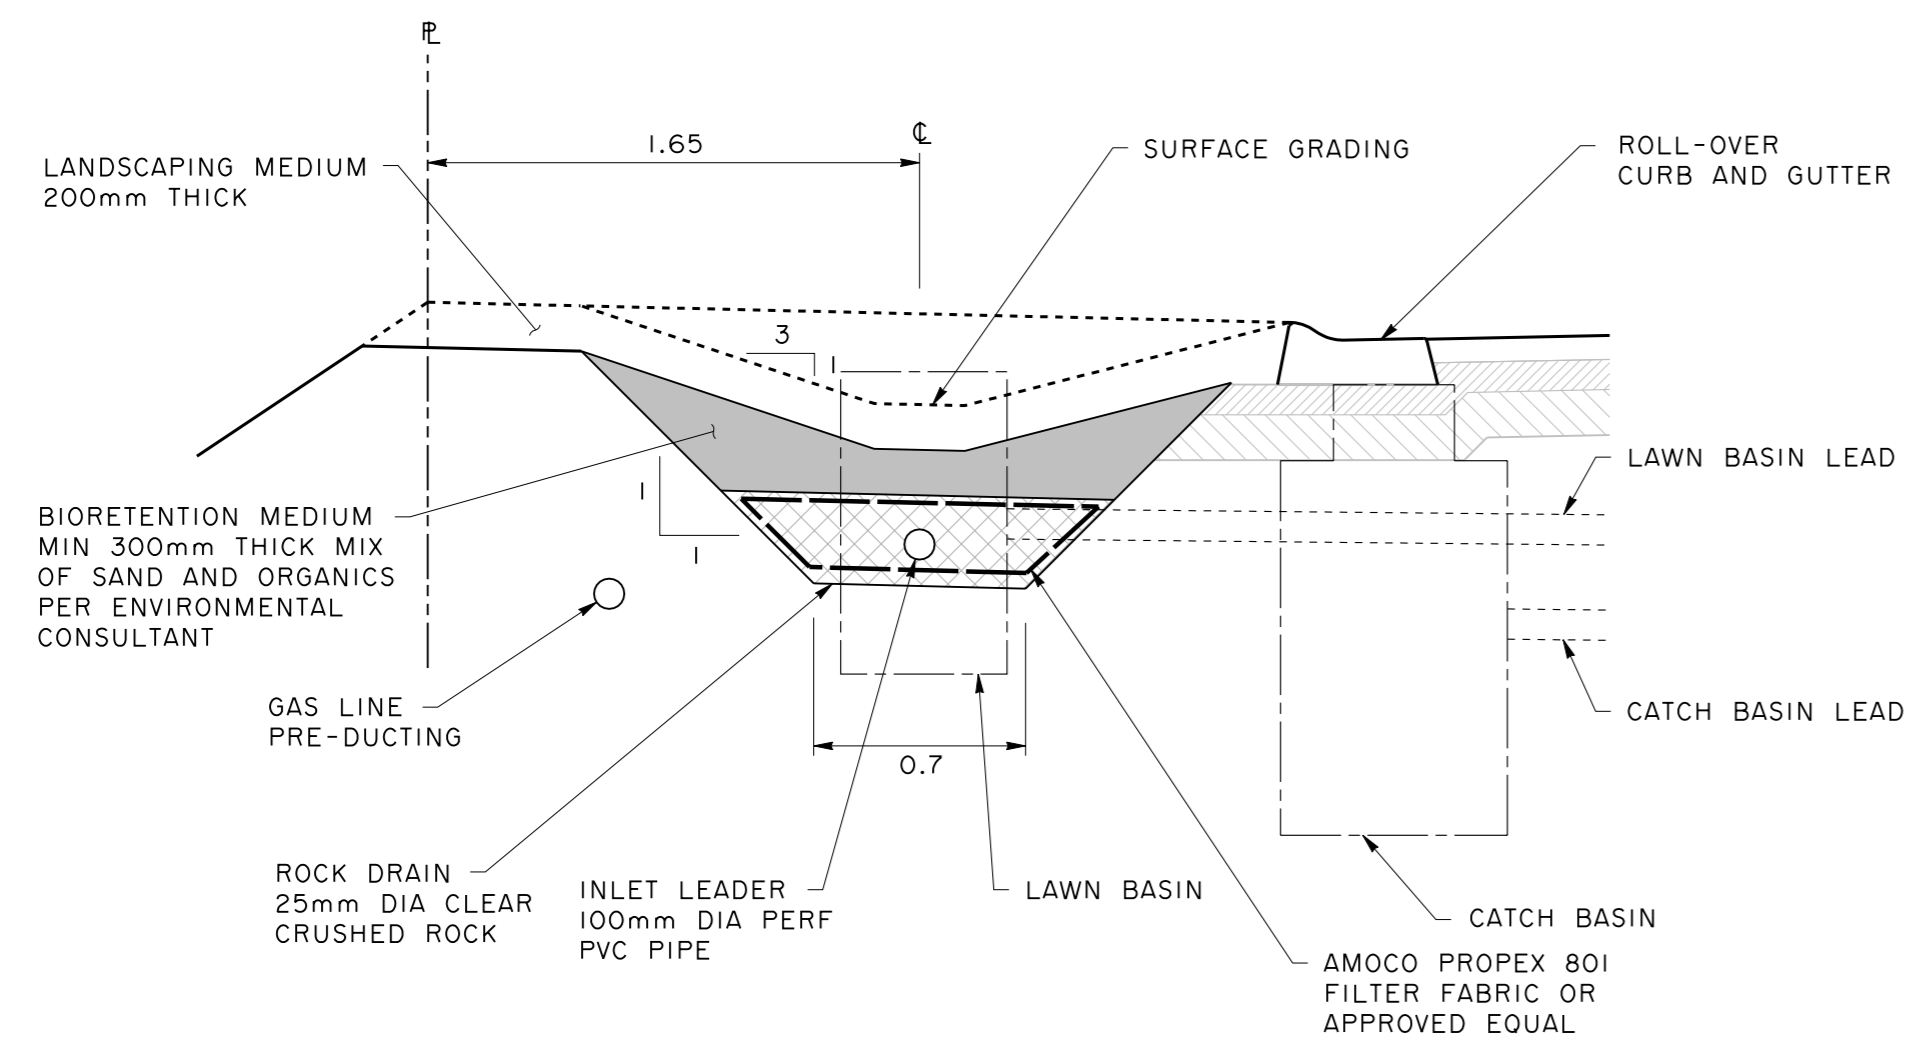 ℄
1.65
LANDSCAPING MEDIUM
200mm THICK
SURFACE GRADING
ROLL-OVER
CURB AND GUTTER
3
1
1
1
BIORETENTION MEDIUM
MIN 300mm THICK MIX
OF SAND AND ORGANICS
PER ENVIRONMENTAL
CONSULTANT
LAWN BASIN LEAD
GAS LINE
PRE-DUCTING
CATCH BASIN LEAD
0.7
ROCK DRAIN
25mm DIA CLEAR
CRUSHED ROCK
INLET LEADER
100mm DIA PERF
PVC PIPE
LAWN BASIN
CATCH BASIN
AMOCO PROPEX 801
FILTER FABRIC OR
APPROVED EQUAL